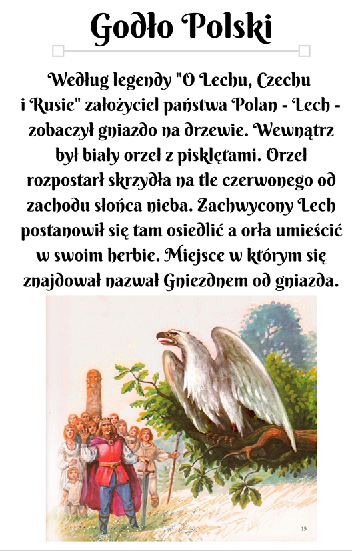 Godło Polski
Według legendy "O Lechu, Czechu
i Rusie" założyciel państwa Polan - Lech -
zobaczył gniazdo na drzewie. Wewnątrz
był biały orzeł z pisklętami. Orzeł
rozpostarł skrzydła na tle czerwonego od
zachodu słońca nieba. Zachwycony Lech
postanowił się tam osiedlić a orła umieścić
w swoim herbie. Miejsce w którym się
znajdował nazwał Gnieznem od gniazda.
19